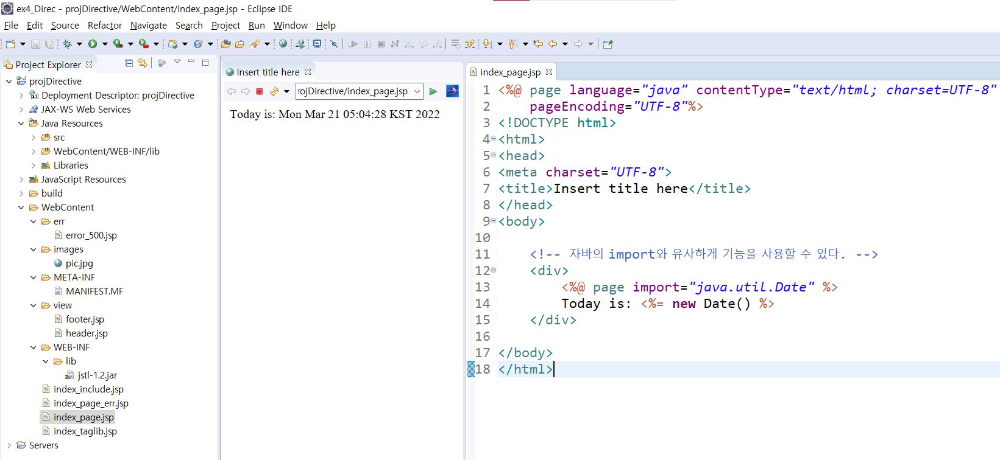 ex4_Direc - projDirective/WebContent/index_page.jsp - Eclipse IDE
File Edit Source Refactor Navigate Search Project Run Window Help
Project Explorer
projDirective
Deployment Descriptor: projDirective
JAX-WS Web Services
Java Resources
src
WebContent/WEB-INF/lib
Libraries
JavaScript Resources
build
WebContent
err
error_500.jsp
images
pic.jpg
META-INF
MANIFEST.MF
view
footer.jsp
header.jsp
WEB-INF
lib
jstl-1.2.jar
index_include.jsp
index_page_err.jsp
index_page.jsp
index_taglib.jsp
Servers
Insert title here
rojDirective/index_page.jsp
Today is: Mon Mar 21 05:04:28 KST 2022
index_page.jsp
1 <%@ page language="java" contentType="text/html; charset=UTF-8"
2     pageEncoding="UTF-8"%>
3 <!DOCTYPE html>
4 <html>
5 <head>
6 <meta charset="UTF-8">
7 <title>Insert title here</title>
8 </head>
9 <body>
10
11     <!-- 자바의 import와 유사하게 기능을 사용할 수 있다. -->
12     <div>
13         <%@ page import="java.util.Date" %>
14         Today is: <%= new Date() %>
15     </div>
16
17 </body>
18 </html>